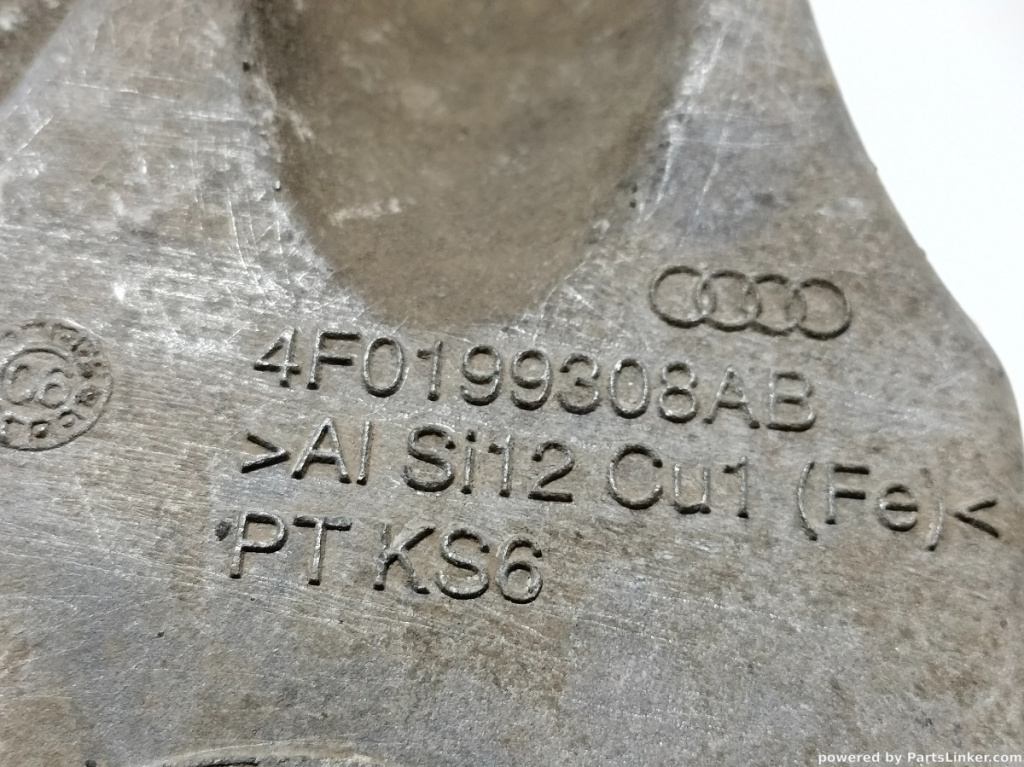 4F0199308AB
>Al Si12 Cu1 (Fe)<
PT KS6
powered by PartsLinker.com